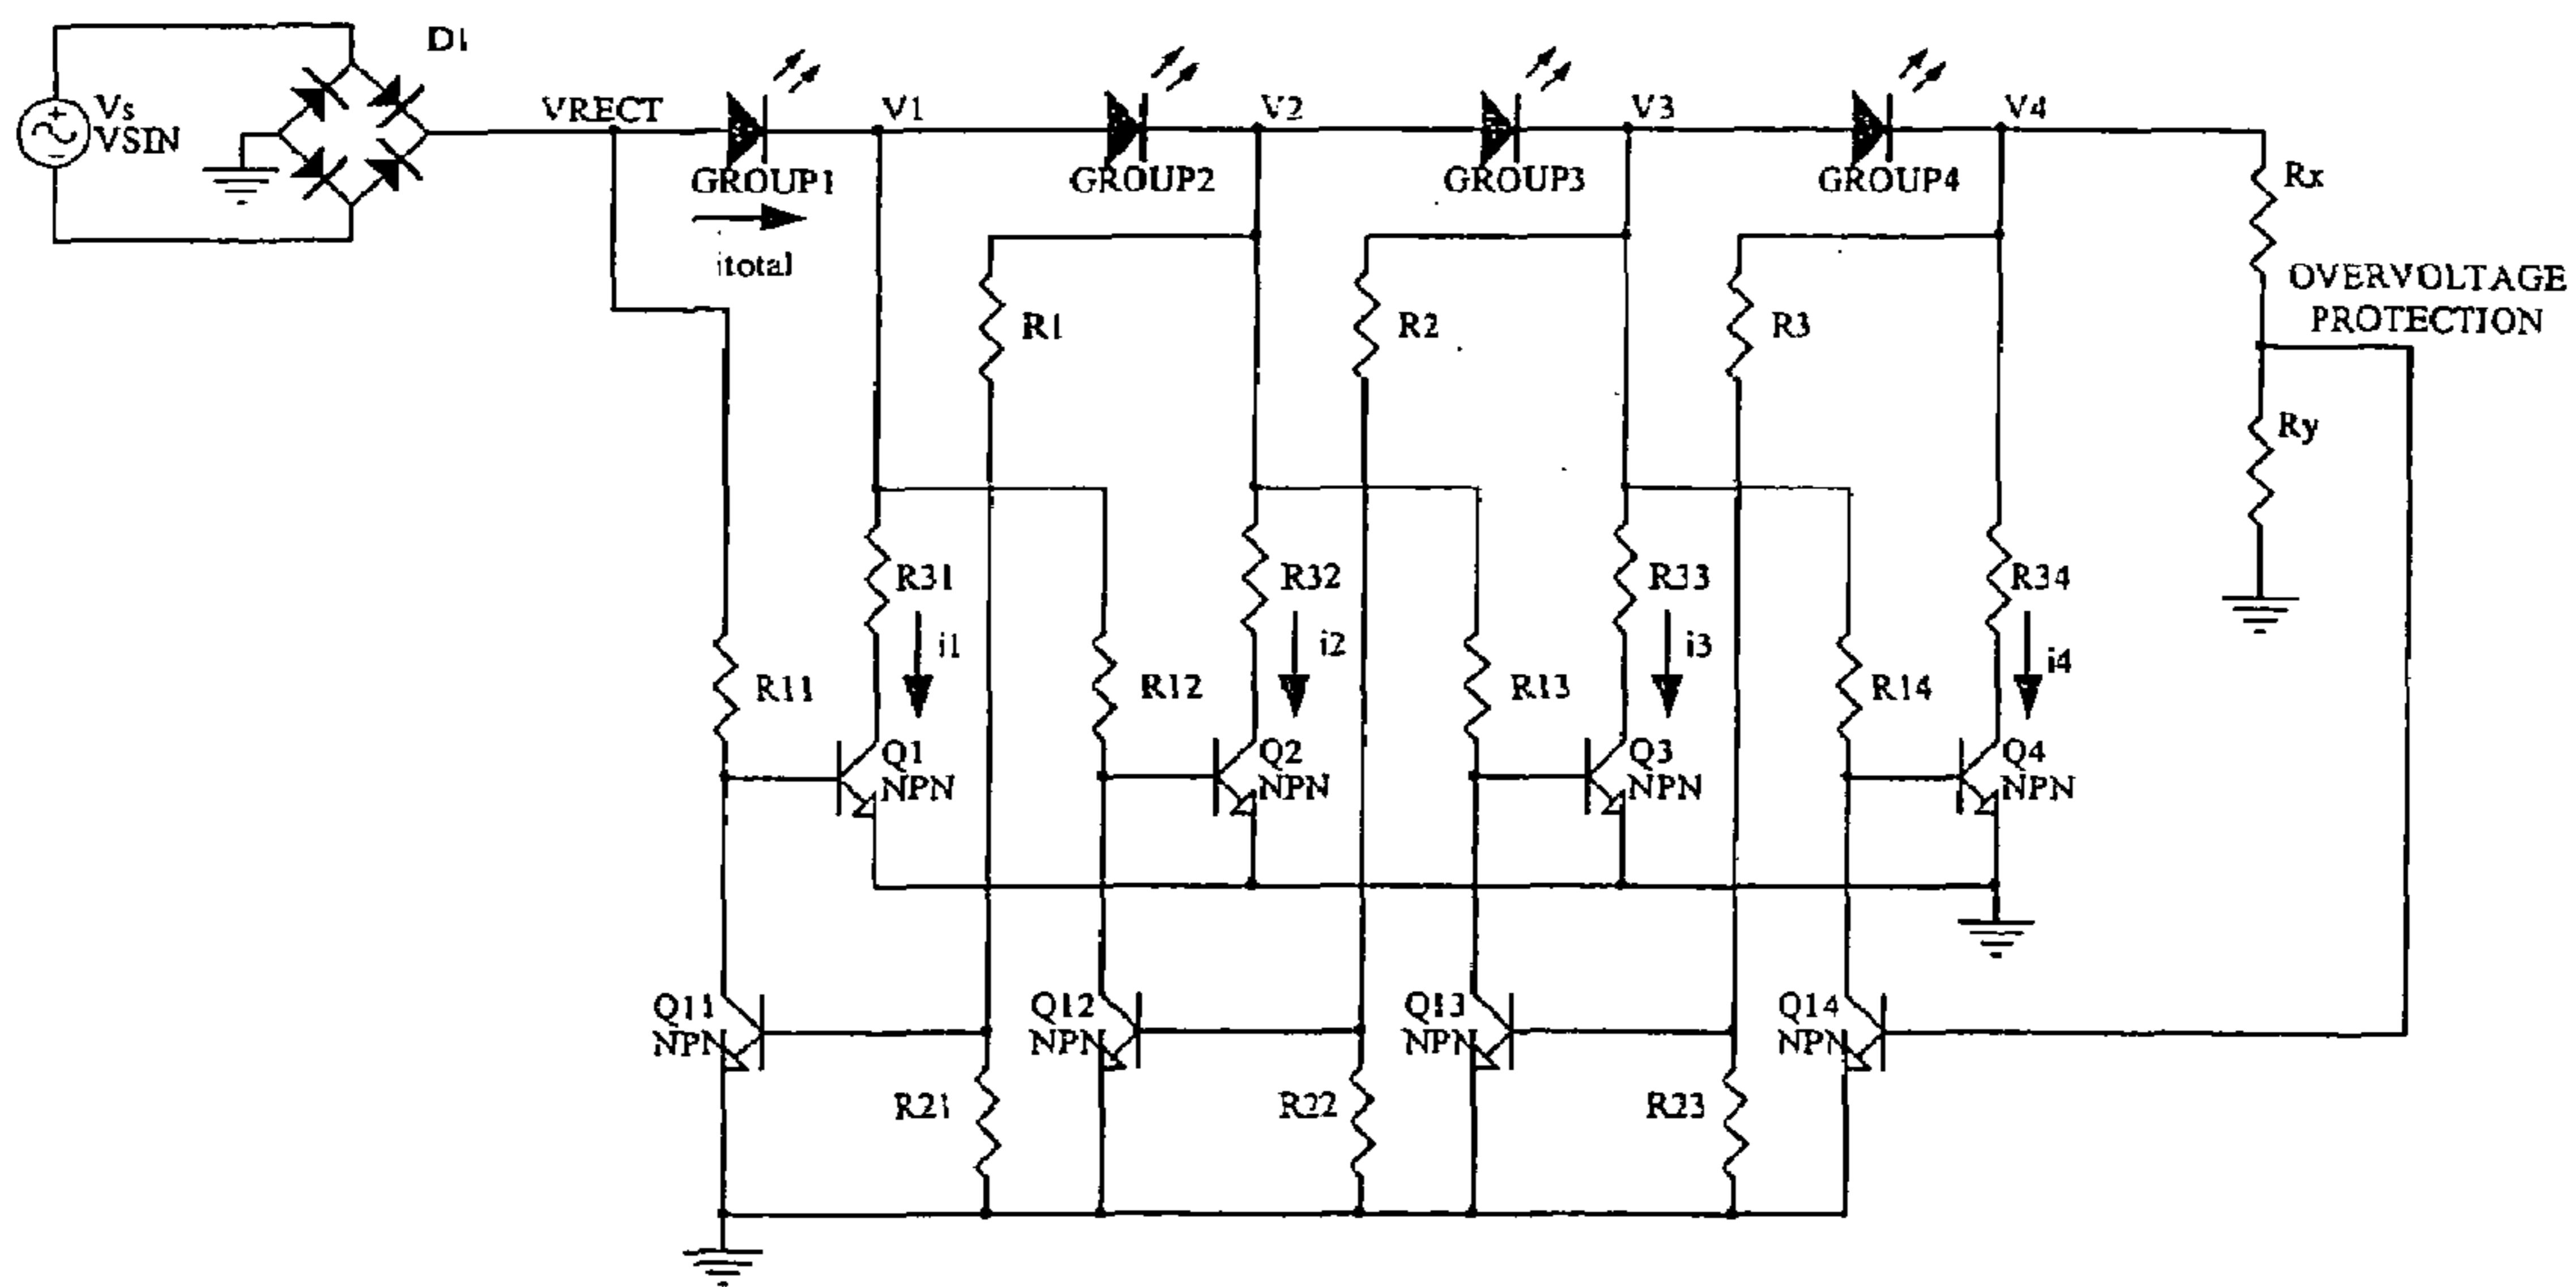 D1
Vs
VSIN
VRECT
V1
V2
V3
V4
GROUP1
GROUP2
GROUP3
GROUP4
itotal
Rx
OVERVOLTAGE
PROTECTION
R1
R2
R3
Ry
R31
R32
R33
R34
i1
i2
i3
i4
R11
R12
R13
R14
Q1
NPN
Q2
NPN
Q3
NPN
Q4
NPN
Q11
NPN
Q12
NPN
Q13
NPN
Q14
NPN
R21
R22
R23